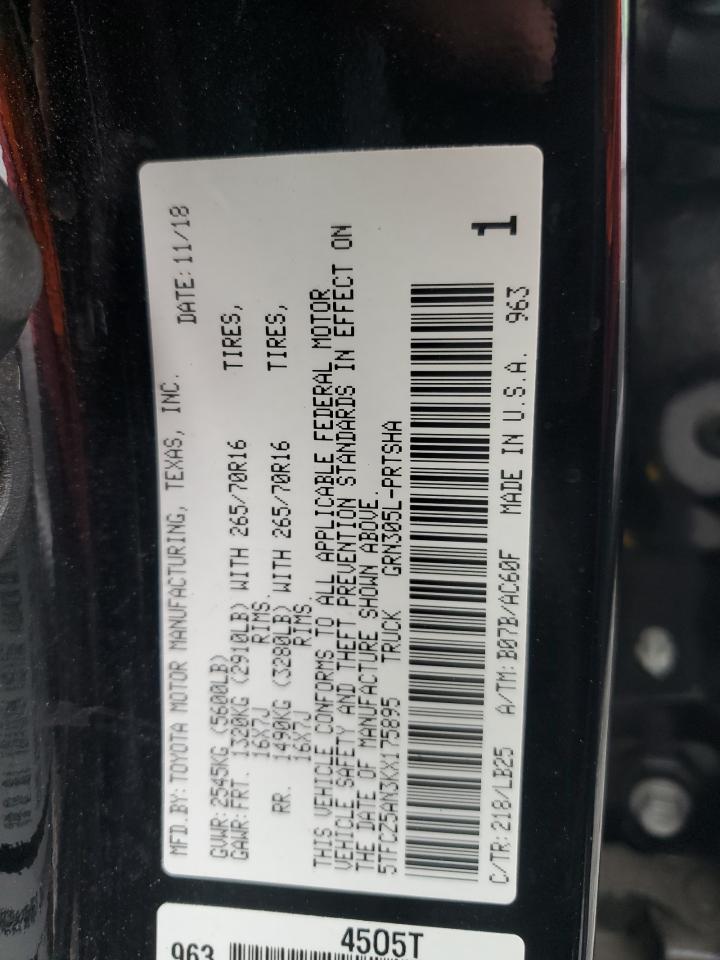 MFD.BY: TOYOTA MOTOR MANUFACTURING, TEXAS, INC. DATE: 11/18
GVWR: 2545KG (5600LB)
GAWR: FRT. 1320KG (2910LB) WITH 265/70R16 TIRES,
16X7J RIMS.
RR. 1490KG (3280LB) WITH 265/70R16 TIRES,
16X7J RIMS.
THIS VEHICLE CONFORMS TO ALL APPLICABLE FEDERAL MOTOR
VEHICLE SAFETY AND THEFT PREVENTION STANDARDS IN EFFECT ON
THE DATE OF MANUFACTURE SHOWN ABOVE.
5TFCZ5AN3KX175895 TRUCK GRN305L-PRTSHA
1
C/TR: 218/LB25 A/TM: B07B/AC60F MADE IN U.S.A. 963
963
4505T